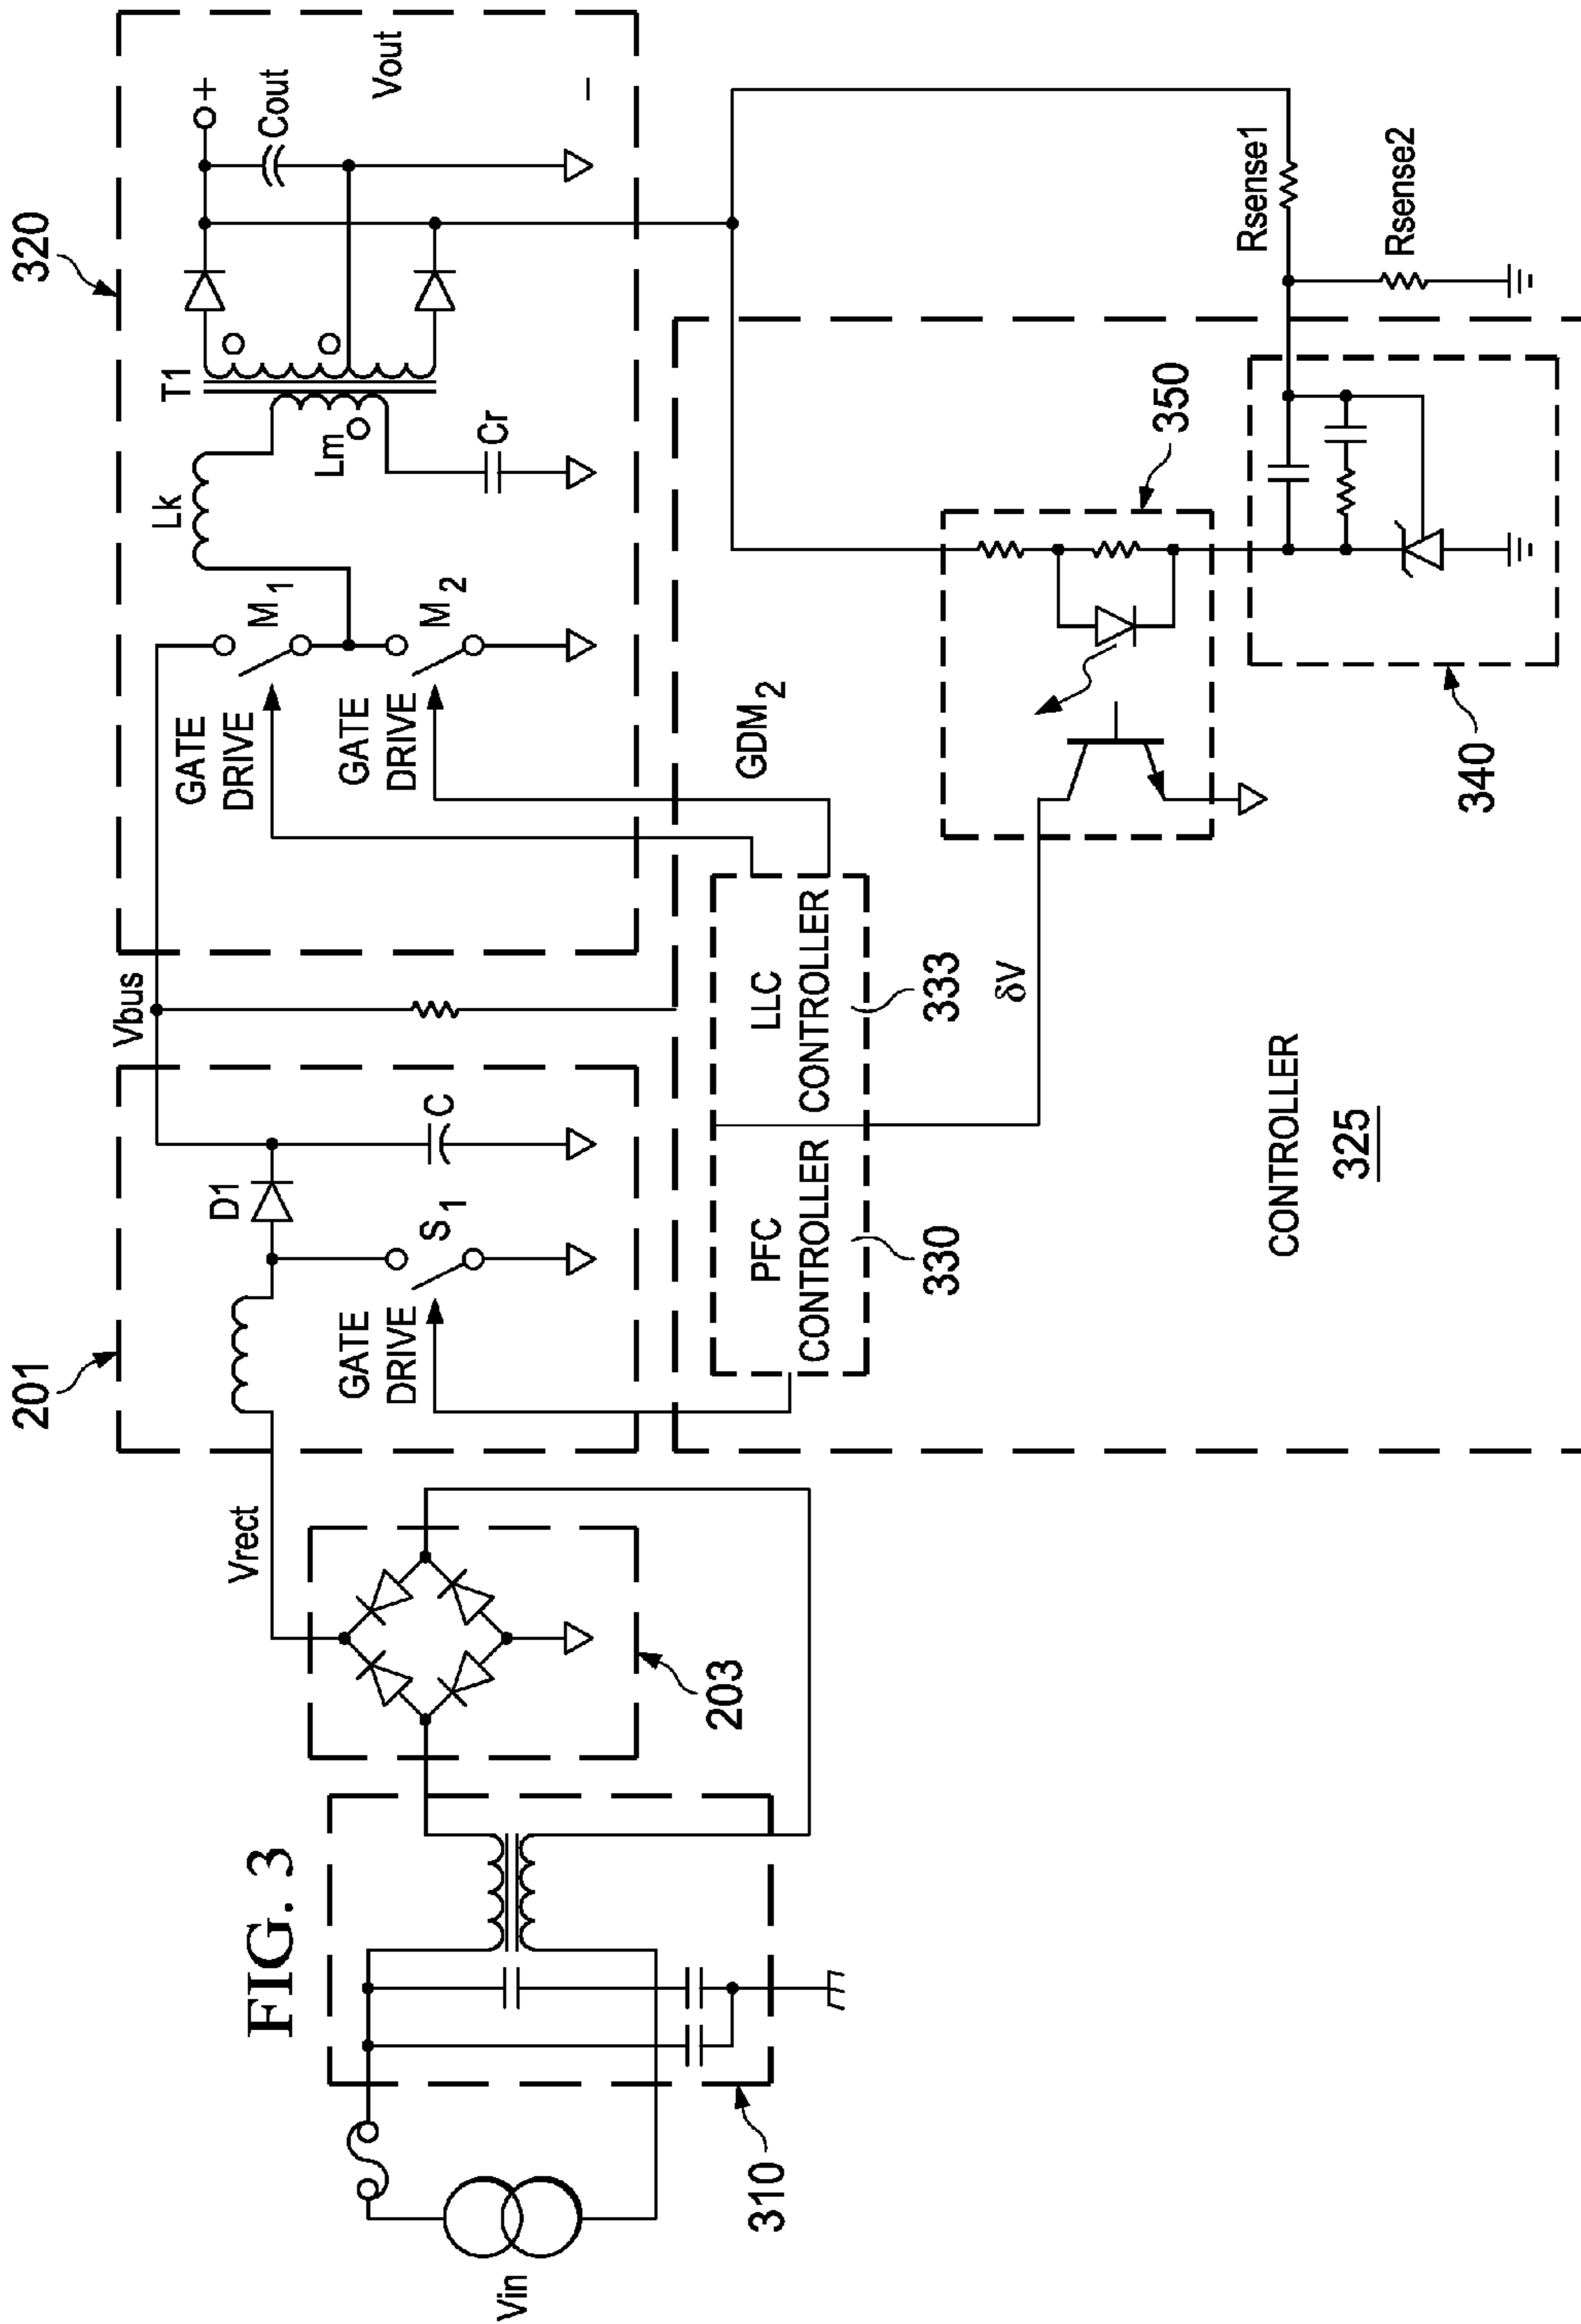 FIG. 3
Vin
310
203
Vrect
201
D1
C
S1
GATE
DRIVE
Vbus
320
GATE
DRIVE
M1
GATE
DRIVE
M2
Lk
Lm
Cr
T1
+
Cout
Vout
−
GDM2
PFC
CONTROLLER
330
LLC
CONTROLLER
333
δV
350
340
Rsense1
Rsense2
CONTROLLER
325